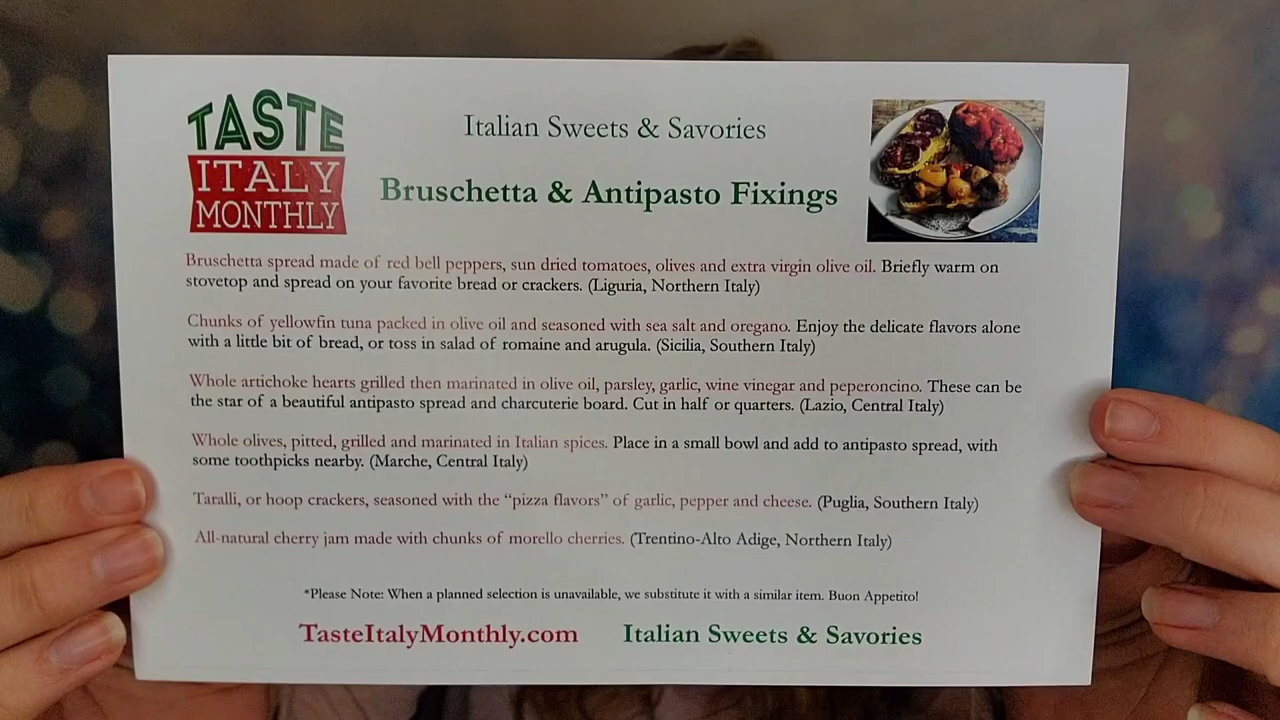 TASTE
ITALY
MONTHLY
Italian Sweets & Savories
Bruschetta & Antipasto Fixings
Bruschetta spread made of red bell peppers, sun dried tomatoes, olives and extra virgin olive oil. Briefly warm on
stovetop and spread on your favorite bread or crackers. (Liguria, Northern Italy)
Chunks of yellowfin tuna packed in olive oil and seasoned with sea salt and oregano. Enjoy the delicate flavors alone
with a little bit of bread, or toss in salad of romaine and arugula. (Sicilia, Southern Italy)
Whole artichoke hearts grilled then marinated in olive oil, parsley, garlic, wine vinegar and peperoncino. These can be
the star of a beautiful antipasto spread and charcuterie board. Cut in half or quarters. (Lazio, Central Italy)
Whole olives, pitted, grilled and marinated in Italian spices. Place in a small bowl and add to antipasto spread, with
some toothpicks nearby. (Marche, Central Italy)
Taralli, or hoop crackers, seasoned with the “pizza flavors” of garlic, pepper and cheese. (Puglia, Southern Italy)
All-natural cherry jam made with chunks of morello cherries. (Trentino-Alto Adige, Northern Italy)
*Please Note: When a planned selection is unavailable, we substitute it with a similar item. Buon Appetito!
TasteItalyMonthly.com Italian Sweets & Savories